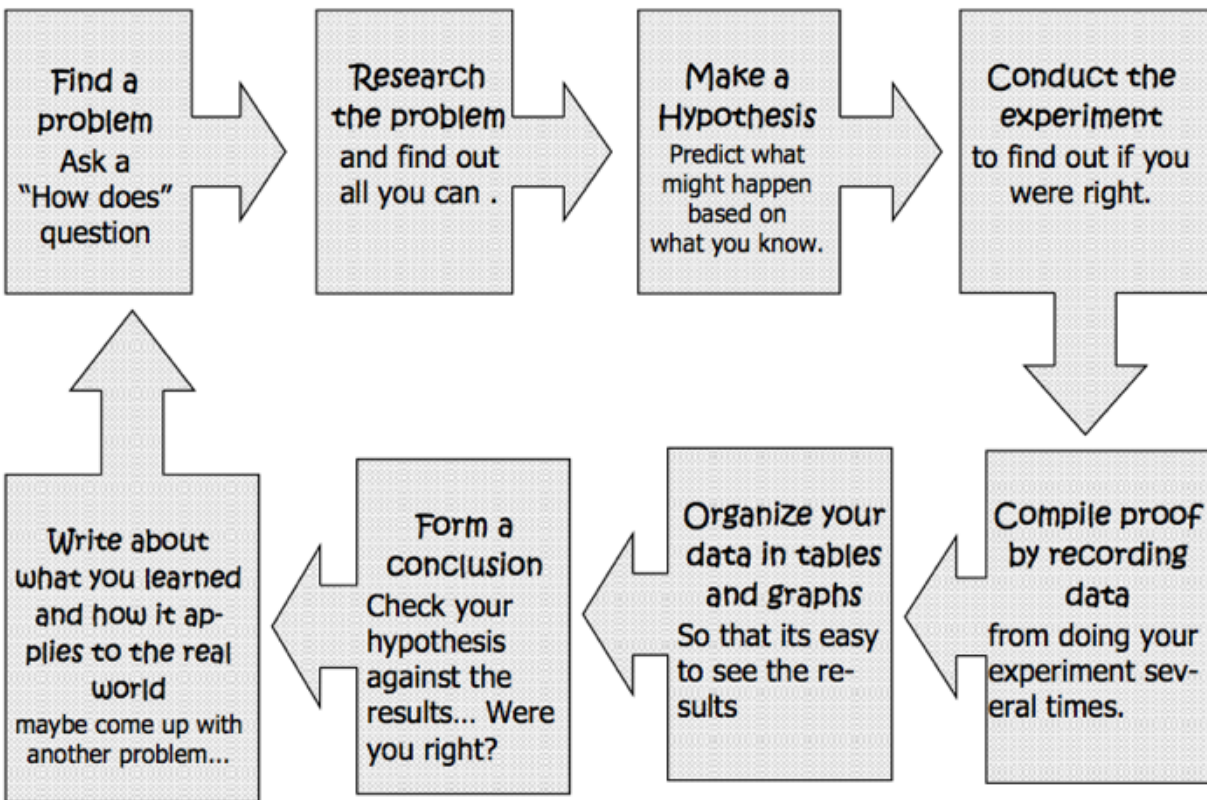 Find a
problem
Ask a
“How does”
question
Research
the problem
and find out
all you can .
Make a
Hypothesis
Predict what
might happen
based on
what you know.
Conduct the
experiment
to find out if you
were right.
Compile proof
by recording
data
from doing your
experiment sev-
eral times.
Organize your
data in tables
and graphs
So that its easy
to see the re-
sults
Form a
conclusion
Check your
hypothesis
against the
results... Were
you right?
Write about
what you learned
and how it ap-
plies to the real
world
maybe come up with
another problem...